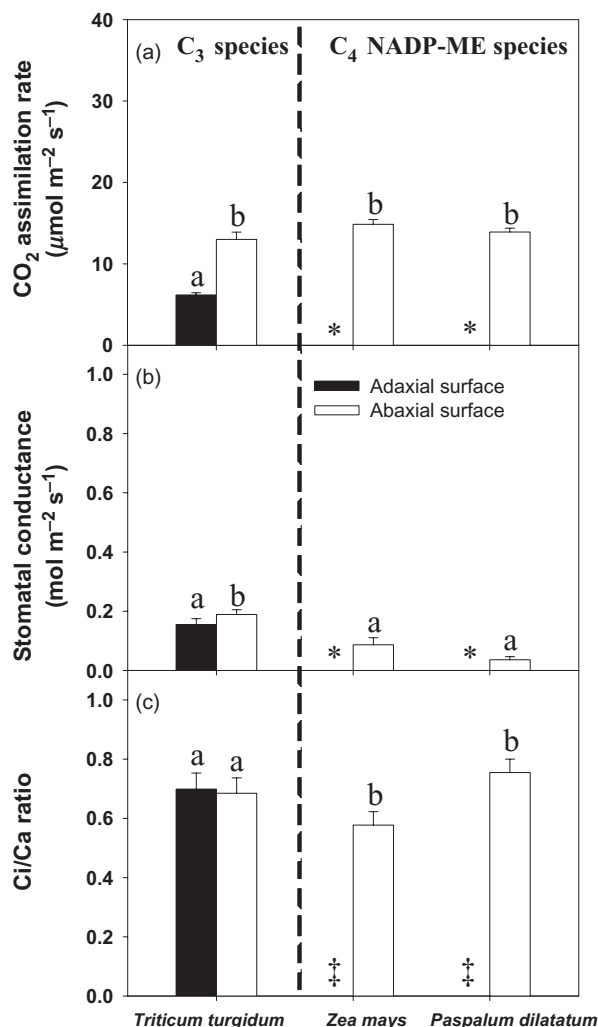 (a) C₃ species C₄ NADP-ME species
CO₂ assimilation rate
(μmol m⁻² s⁻¹)
40
30
20
10
0
a b b b
* *
(b)
Adaxial surface
Abaxial surface
Stomatal conductance
(mol m⁻² s⁻¹)
1.0
0.8
0.6
0.4
0.2
0.0
a b a a
* *
(c)
Ci/Ca ratio
1.0
0.8
0.6
0.4
0.2
0.0
a a b b
‡ ‡
Triticum turgidum Zea mays Paspalum dilatatum